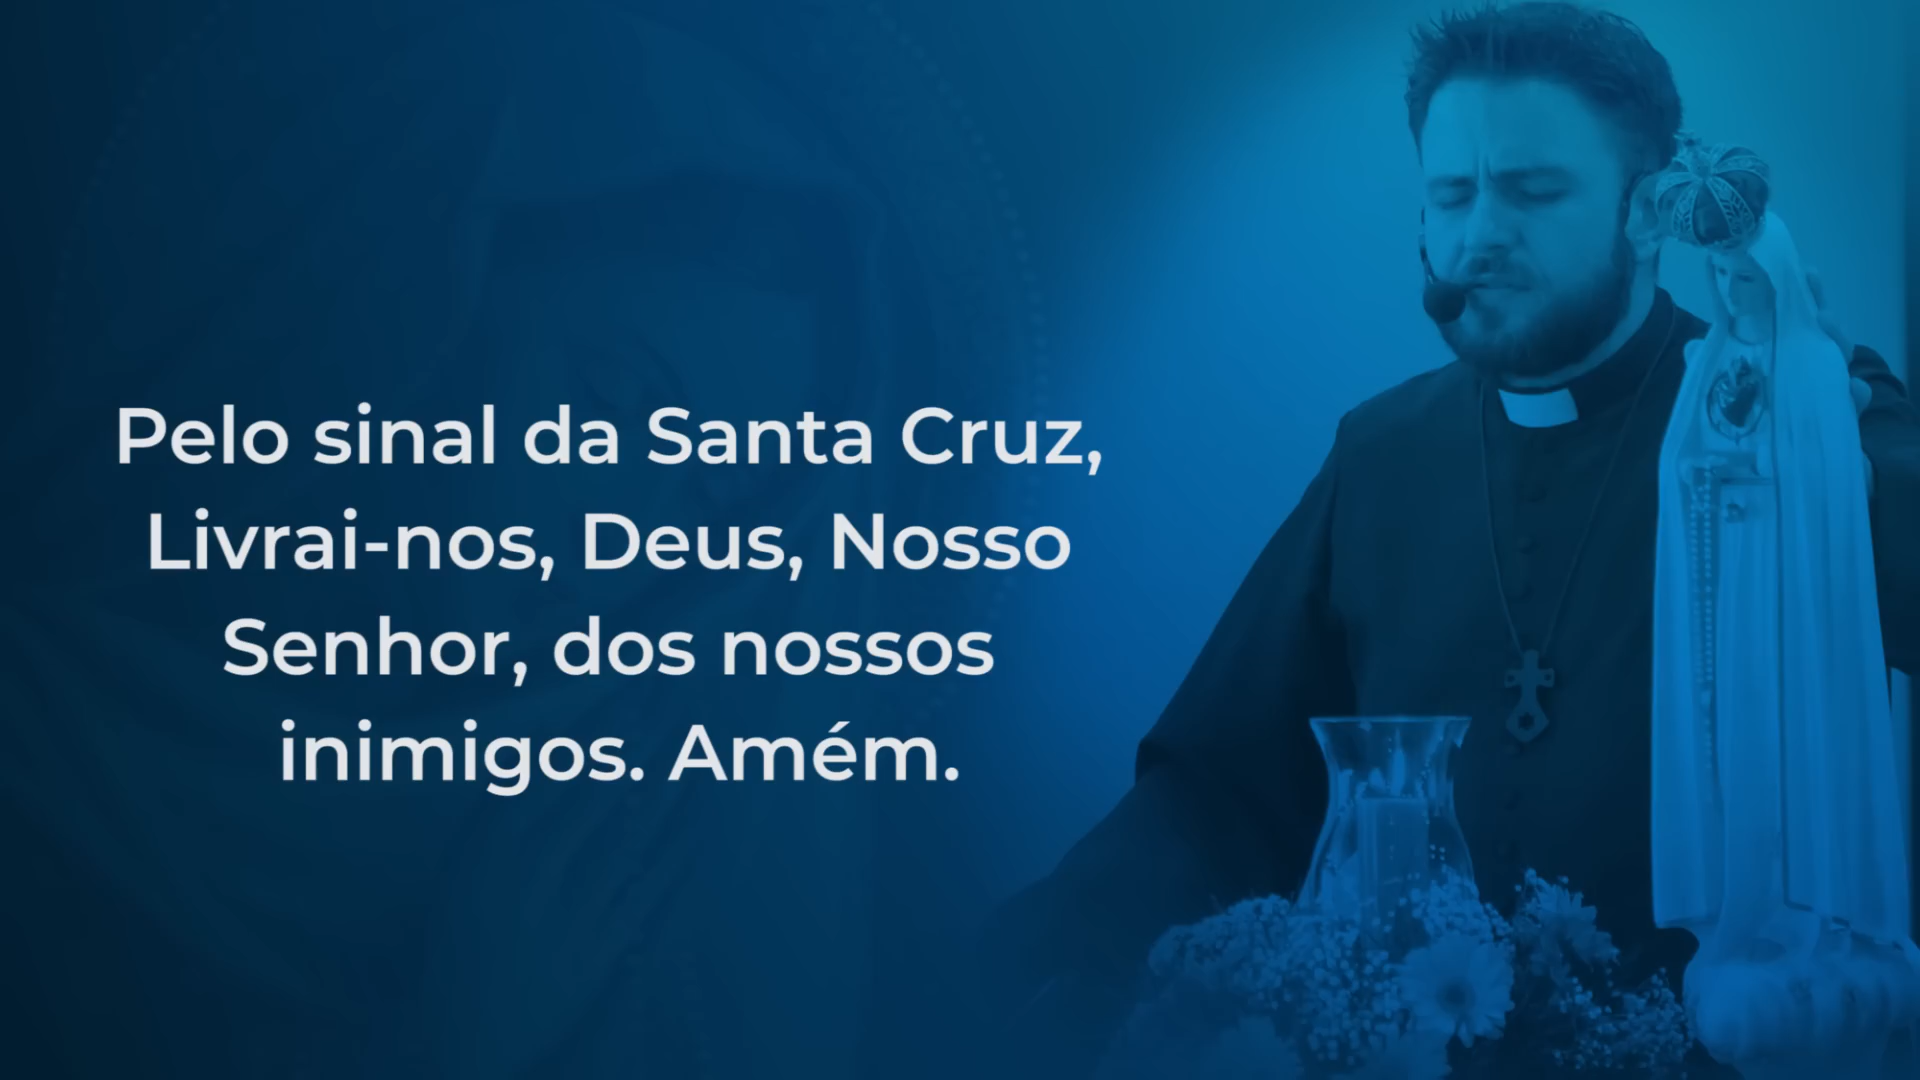 Pelo sinal da Santa Cruz,
Livrai-nos, Deus, Nosso
Senhor, dos nossos
inimigos. Amém.